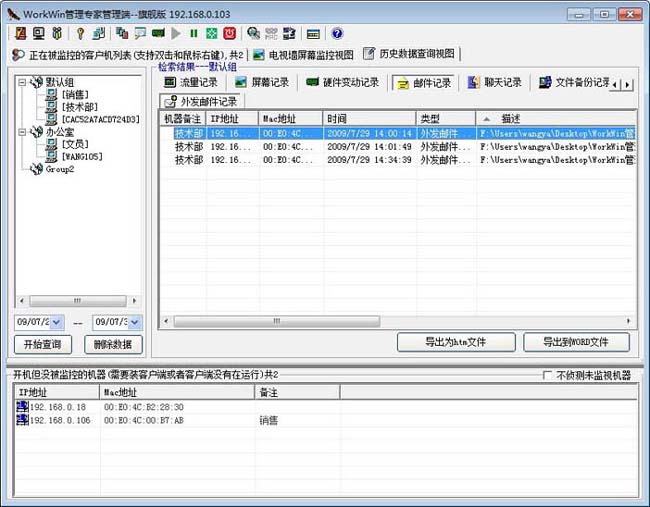 WorkWin管理专家管理端--旗舰版 192.168.0.103
正在被监控的客户机列表(支持双击和鼠标右键),共2 电视墙屏幕监控视图 历史数据查询视图
默认组
[销售]
[技术部]
[CAC52A7ACD724D3]
办公室
[文员]
[WANG105]
Group2
09/07/2 -- 09/07/3
开始查询 删除数据
检索结果---默认组
流量记录 屏幕记录 硬件变动记录 邮件记录 聊天记录 文件备份记录
外发邮件记录
机器备注 IP地址 Mac地址 时间 类型 描述
技术部 192.16... 00:E0:4C... 2009/7/29 14:00:14 外发邮件... F:\Users\wangya\Desktop\WorkWin管
技术部 192.16... 00:E0:4C... 2009/7/29 14:01:49 外发邮件... F:\Users\wangya\Desktop\WorkWin管
技术部 192.16... 00:E0:4C... 2009/7/29 14:34:39 外发邮件... F:\Users\wangya\Desktop\WorkWin管
导出为htm文件 导出到WORD文件
开机但没被监控的机器(需要装客户端或者客户端没有在运行)共2 不侦测未监视机器
IP地址 Mac地址 备注
192.168.0.18 00:E0:4C:B2:28:30
192.168.0.106 00:E0:4C:00:B7:AB 销售